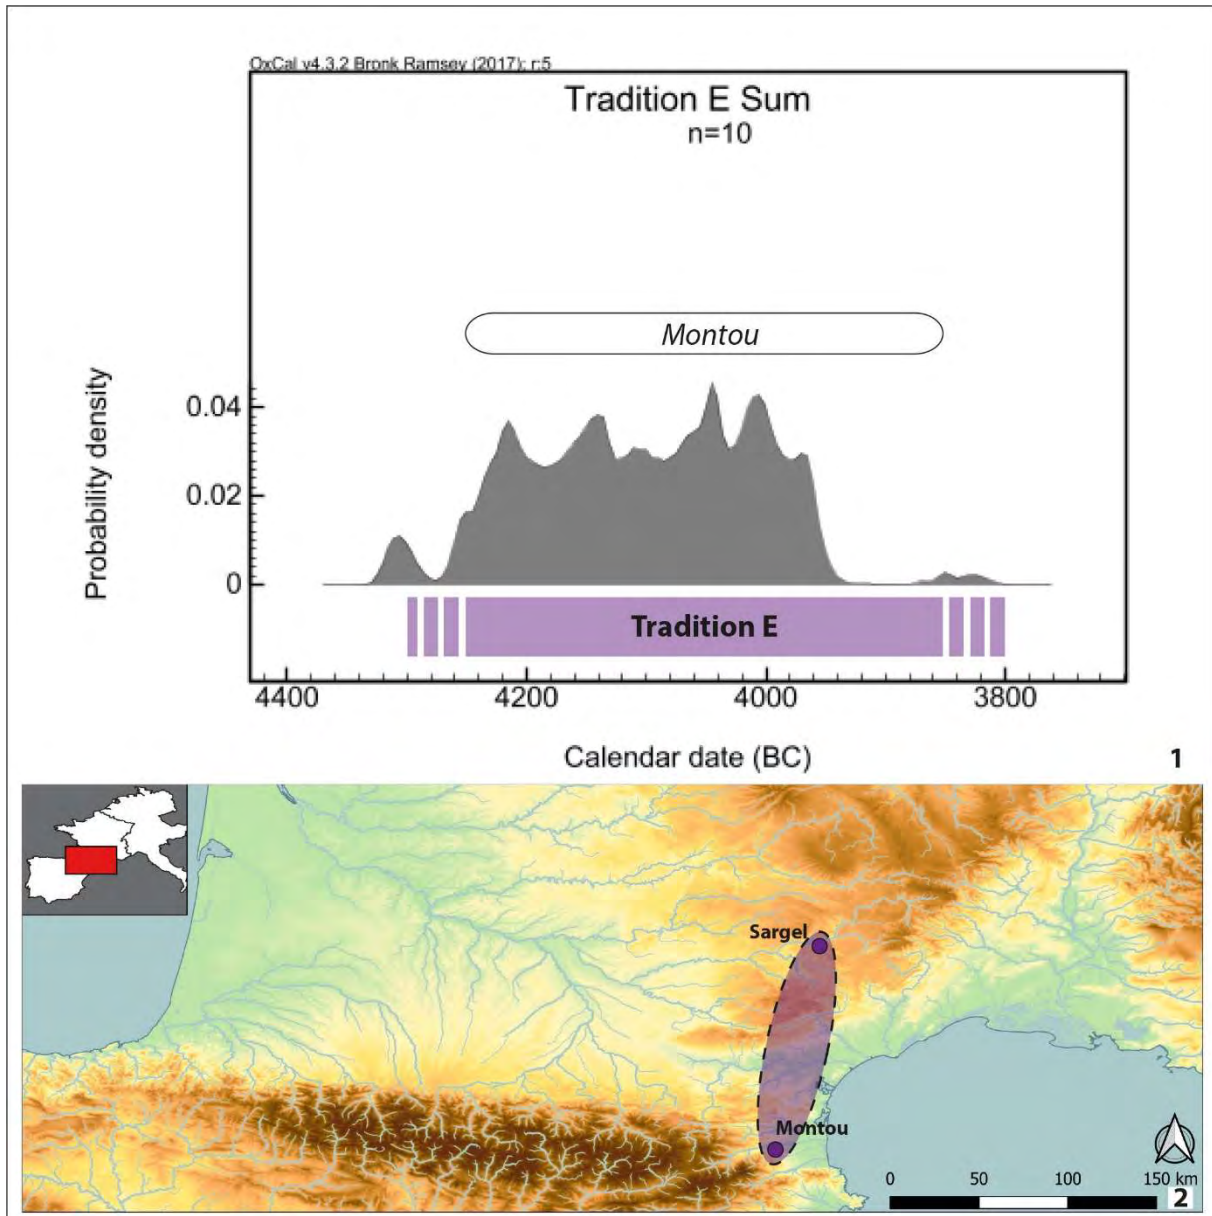 OxCal v4.3.2 Bronk Ramsey (2017); r:5
Tradition E Sum
n=10
Montou
Probability density
0.04
0.02
0
Tradition E
4400 4200 4000 3800
Calendar date (BC)
1
Sargel
Montou
0 50 100 150 km
2